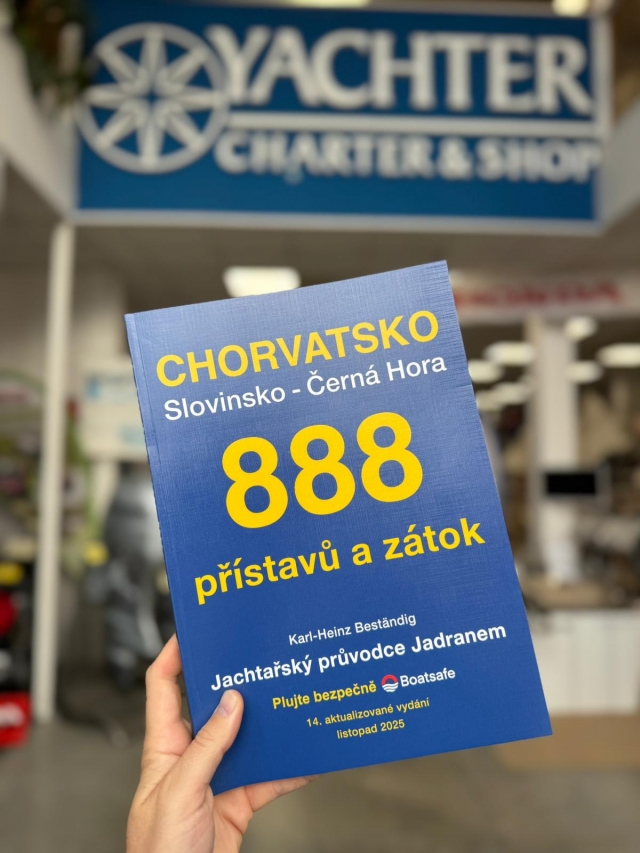 YACHTER
CHARTER & SHOP
HONDA
CHORVATSKO
Slovinsko - Černá Hora
888
přístavů a zátok
Karl-Heinz Beständig
Jachtařský průvodce Jadranem
Plujte bezpečně Boatsafe
14. aktualizované vydání
listopad 2025